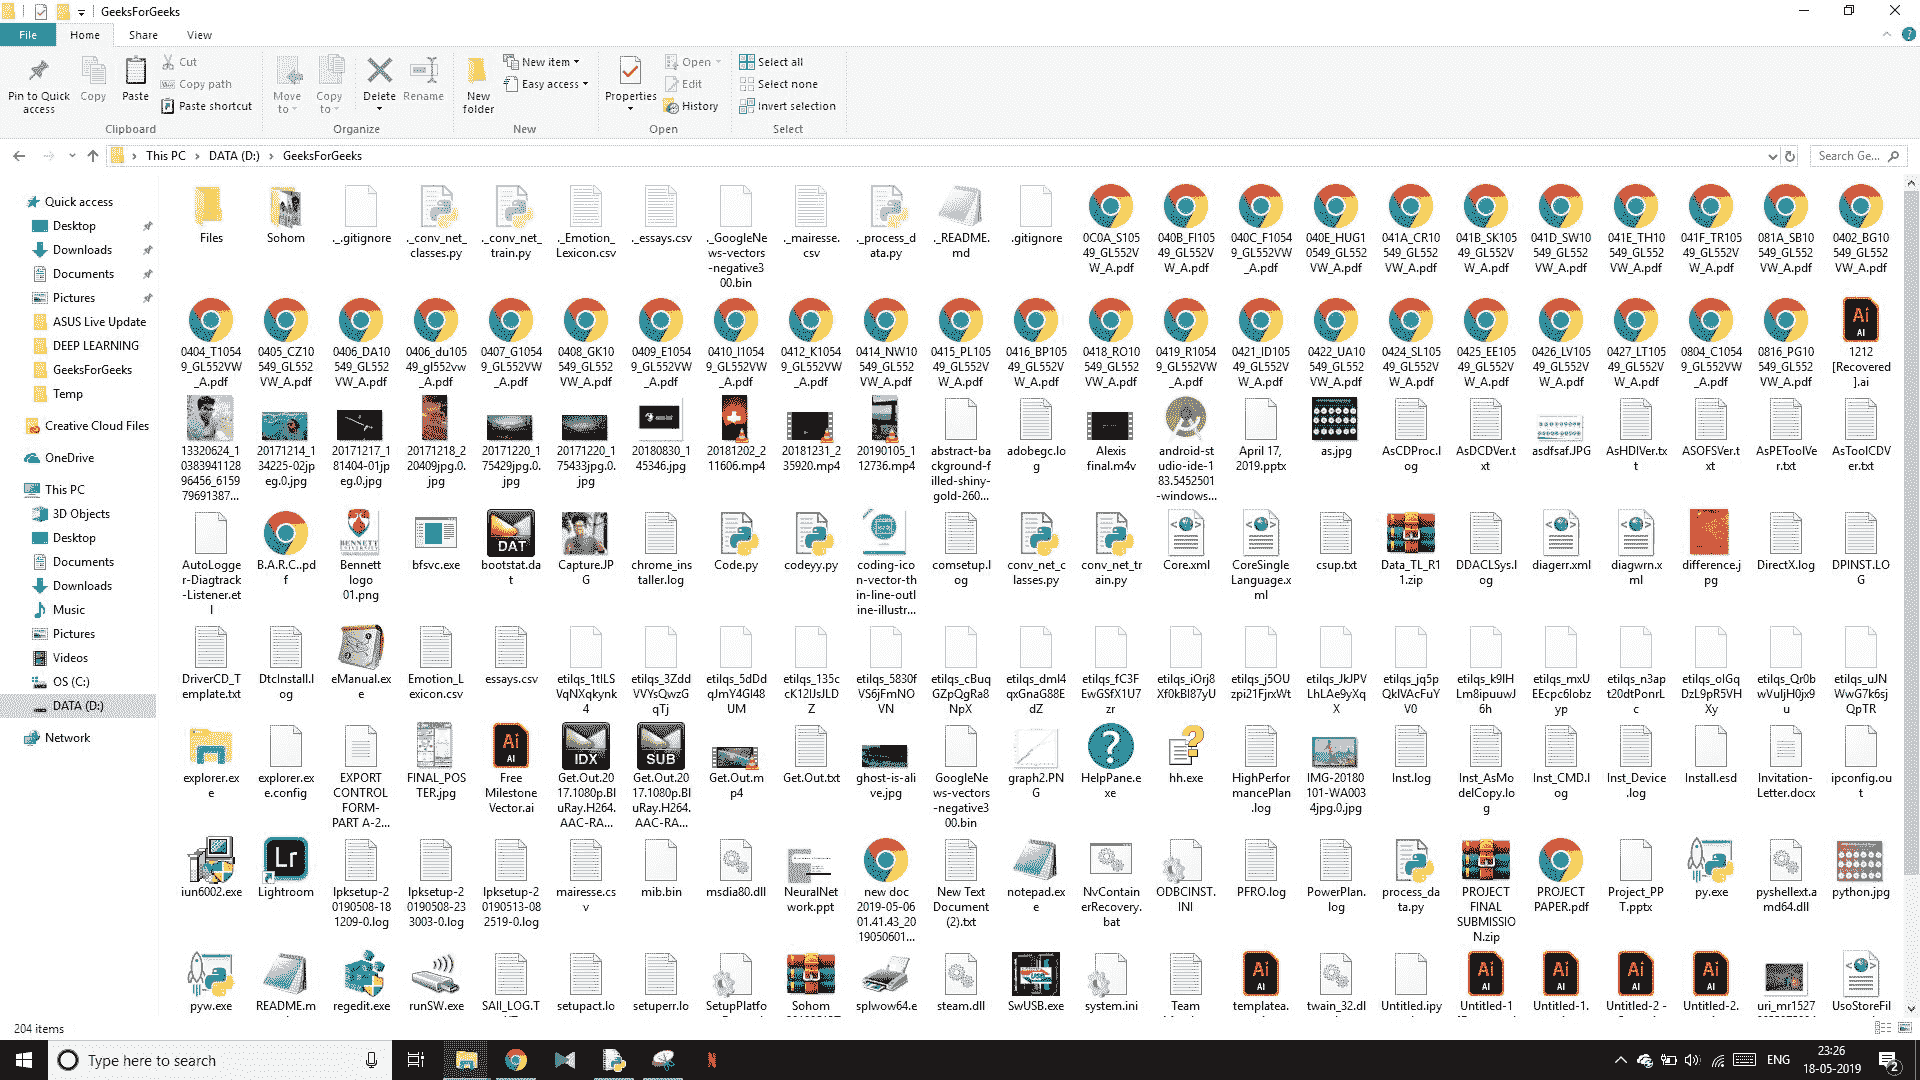 GeeksForGeeks
File Home Share View
Pin to Quick access
Copy
Paste
Cut
Copy path
Paste shortcut
Clipboard
Move to
Copy to
Delete
Rename
Organize
New folder
New item
Easy access
New
Properties
Open
Edit
History
Open
Select all
Select none
Invert selection
Select
This PC › DATA (D:) › GeeksForGeeks
Search Ge...
Quick access
Desktop
Downloads
Documents
Pictures
ASUS Live Update
DEEP LEARNING
GeeksForGeeks
Temp
Creative Cloud Files
OneDrive
This PC
3D Objects
Desktop
Documents
Downloads
Music
Pictures
Videos
OS (C:)
DATA (D:)
Network
Files
Sohom
._.gitignore
._conv_net_classes.py
._conv_net_train.py
._Emotion_Lexicon.csv
._essays.csv
._GoogleNews-vectors-negative300.bin
._mairesse.csv
._process_data.py
._README.md
.gitignore
0C0A_S10549_GL552VW_A.pdf
040B_FI10549_GL552VW_A.pdf
040C_F10549_GL552VW_A.pdf
040E_HUG10549_GL552VW_A.pdf
041A_CR10549_GL552VW_A.pdf
041B_SK10549_GL552VW_A.pdf
041D_SW10549_GL552VW_A.pdf
041E_TH10549_GL552VW_A.pdf
041F_TR10549_GL552VW_A.pdf
081A_SB10549_GL552VW_A.pdf
0402_BG10549_GL552VW_A.pdf
0404_T10549_GL552VW_A.pdf
0405_CZ10549_GL552VW_A.pdf
0406_DA10549_GL552VW_A.pdf
0406_du10549_gl552vw_A.pdf
0407_G10549_GL552VW_A.pdf
0408_GK10549_GL552VW_A.pdf
0409_E10549_GL552VW_A.pdf
0410_I10549_GL552VW_A.pdf
0412_K10549_GL552VW_A.pdf
0414_NW10549_GL552VW_A.pdf
0415_PL10549_GL552VW_A.pdf
0416_BP10549_GL552VW_A.pdf
0418_RO10549_GL552VW_A.pdf
0419_R10549_GL552VW_A.pdf
0421_ID10549_GL552VW_A.pdf
0422_UA10549_GL552VW_A.pdf
0424_SL10549_GL552VW_A.pdf
0425_EE10549_GL552VW_A.pdf
0426_LV10549_GL552VW_A.pdf
0427_LT10549_GL552VW_A.pdf
0804_C10549_GL552VW_A.pdf
0816_PG10549_GL552VW_A.pdf
1212 [Recovered].ai
13320624_1038394112896456_615979691387...
20171214_134225-02jpeg.0.jpg
20171217_181404-01jpeg.0.jpg
20171218_220409jpg.0.jpg
20171220_175429jpg.0.jpg
20171220_175433jpg.0.jpg
20180830_145346.jpg
20181202_211606.mp4
20181231_235920.mp4
20190105_112736.mp4
abstract-background-filled-shiny-gold-260...
adobegc.log
Alexis final.m4v
android-studio-ide-183.5452501-windows...
April 17, 2019.pptx
as.jpg
AsCDProc.log
AsDCDVer.txt
asdfsaf.JPG
AsHDIVer.txt
ASOFSVer.txt
AsPEToolVer.txt
AsToolCDVer.txt
AutoLogger-Diagtrack-Listener.etl
B.A.R.C..pdf
Bennett logo 01.png
bfsvc.exe
bootstat.dat
Capture.JPG
chrome_installer.log
Code.py
codeyy.py
coding-icon-vector-thin-line-outline-illustr...
comsetup.log
conv_net_classes.py
conv_net_train.py
Core.xml
CoreSingleLanguage.xml
csup.txt
Data_TL_R11.zip
DDACLSys.log
diagerr.xml
diagwrn.xml
difference.jpg
DirectX.log
DPINST.LOG
DriverCD_Template.txt
DtcInstall.log
eManual.exe
Emotion_Lexicon.csv
essays.csv
explorer.exe
explorer.exe.config
EXPORT CONTROL FORM-PART A-2...
FINAL_POSTER.jpg
Free Milestone Vector.ai
Get.Out.2017.1080p.BluRay.H264.AAC-RA...
Get.Out.2017.1080p.BluRay.H264.AAC-RA...
Get.Out.mp4
Get.Out.txt
ghost-is-alive.jpg
GoogleNews-vectors-negative300.bin
graph2.PNG
HelpPane.exe
hh.exe
HighPerformancePlan.log
IMG-20180101-WA0034jpg.0.jpg
Inst.log
Inst_AsModelCopy.log
Inst_CMD.log
Inst_Device.log
Install.esd
Invitation-Letter.docx
ipconfig.out
iun6002.exe
Lightroom
lpksetup-20190508-181209-0.log
lpksetup-20190508-233003-0.log
lpksetup-20190513-082519-0.log
mairesse.csv
mib.bin
msdia80.dll
NeuralNetwork.ppt
new doc 2019-05-06 01.41.43_2019050601...
New Text Document (2).txt
notepad.exe
NvContainerRecovery.bat
ODBCINST.INI
PFRO.log
PowerPlan.log
process_data.py
PROJECT FINAL SUBMISSION.zip
PROJECT PAPER.pdf
Project_PPT.pptx
py.exe
pyshellext.amd64.dll
python.jpg
pyw.exe
README.m
regedit.exe
runSW.exe
SAII_LOG.T
setupact.lo
setuperr.lo
SetupPlatfo
Sohom
splwow64.e
steam.dll
SwUSB.exe
system.ini
Team
templatea.
twain_32.dl
Untitled.ipy
Untitled-1
Untitled-1.
Untitled-2 -
Untitled-2.
uri_mr1527
UsoStoreFil
204 items
Type here to search
ENG
23:26
18-05-2019
2